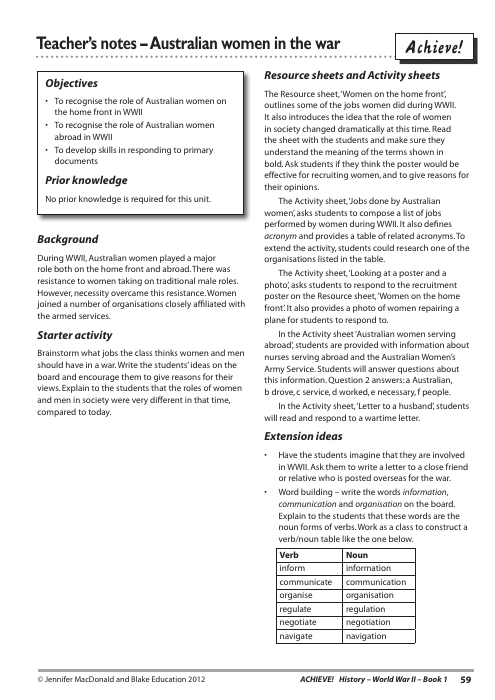 Teacher's notes – Australian women in the war
Achieve!
Objectives
• To recognise the role of Australian women on
the home front in WWII
• To recognise the role of Australian women
abroad in WWII
• To develop skills in responding to primary
documents
Prior knowledge
No prior knowledge is required for this unit.
Background
During WWII, Australian women played a major
role both on the home front and abroad. There was
resistance to women taking on traditional male roles.
However, necessity overcame this resistance. Women
joined a number of organisations closely affiliated with
the armed services.
Starter activity
Brainstorm what jobs the class thinks women and men
should have in a war. Write the students' ideas on the
board and encourage them to give reasons for their
views. Explain to the students that the roles of women
and men in society were very different in that time,
compared to today.
Resource sheets and Activity sheets
The Resource sheet, 'Women on the home front',
outlines some of the jobs women did during WWII.
It also introduces the idea that the role of women
in society changed dramatically at this time. Read
the sheet with the students and make sure they
understand the meaning of the terms shown in
bold. Ask students if they think the poster would be
effective for recruiting women, and to give reasons for
their opinions.
The Activity sheet, 'Jobs done by Australian
women', asks students to compose a list of jobs
performed by women during WWII. It also defines
acronym and provides a table of related acronyms. To
extend the activity, students could research one of the
organisations listed in the table.
The Activity sheet, 'Looking at a poster and a
photo', asks students to respond to the recruitment
poster on the Resource sheet, 'Women on the home
front'. It also provides a photo of women repairing a
plane for students to respond to.
In the Activity sheet 'Australian women serving
abroad', students are provided with information about
nurses serving abroad and the Australian Women's
Army Service. Students will answer questions about
this information. Question 2 answers: a Australian,
b drove, c service, d worked, e necessary, f people.
In the Activity sheet, 'Letter to a husband', students
will read and respond to a wartime letter.
Extension ideas
• Have the students imagine that they are involved
in WWII. Ask them to write a letter to a close friend
or relative who is posted overseas for the war.
• Word building – write the words information,
communication and organisation on the board.
Explain to the students that these words are the
noun forms of verbs. Work as a class to construct a
verb/noun table like the one below.
Verb Noun
inform information
communicate communication
organise organisation
regulate regulation
negotiate negotiation
navigate navigation
© Jennifer MacDonald and Blake Education 2012
ACHIEVE! History – World War II – Book 1 59